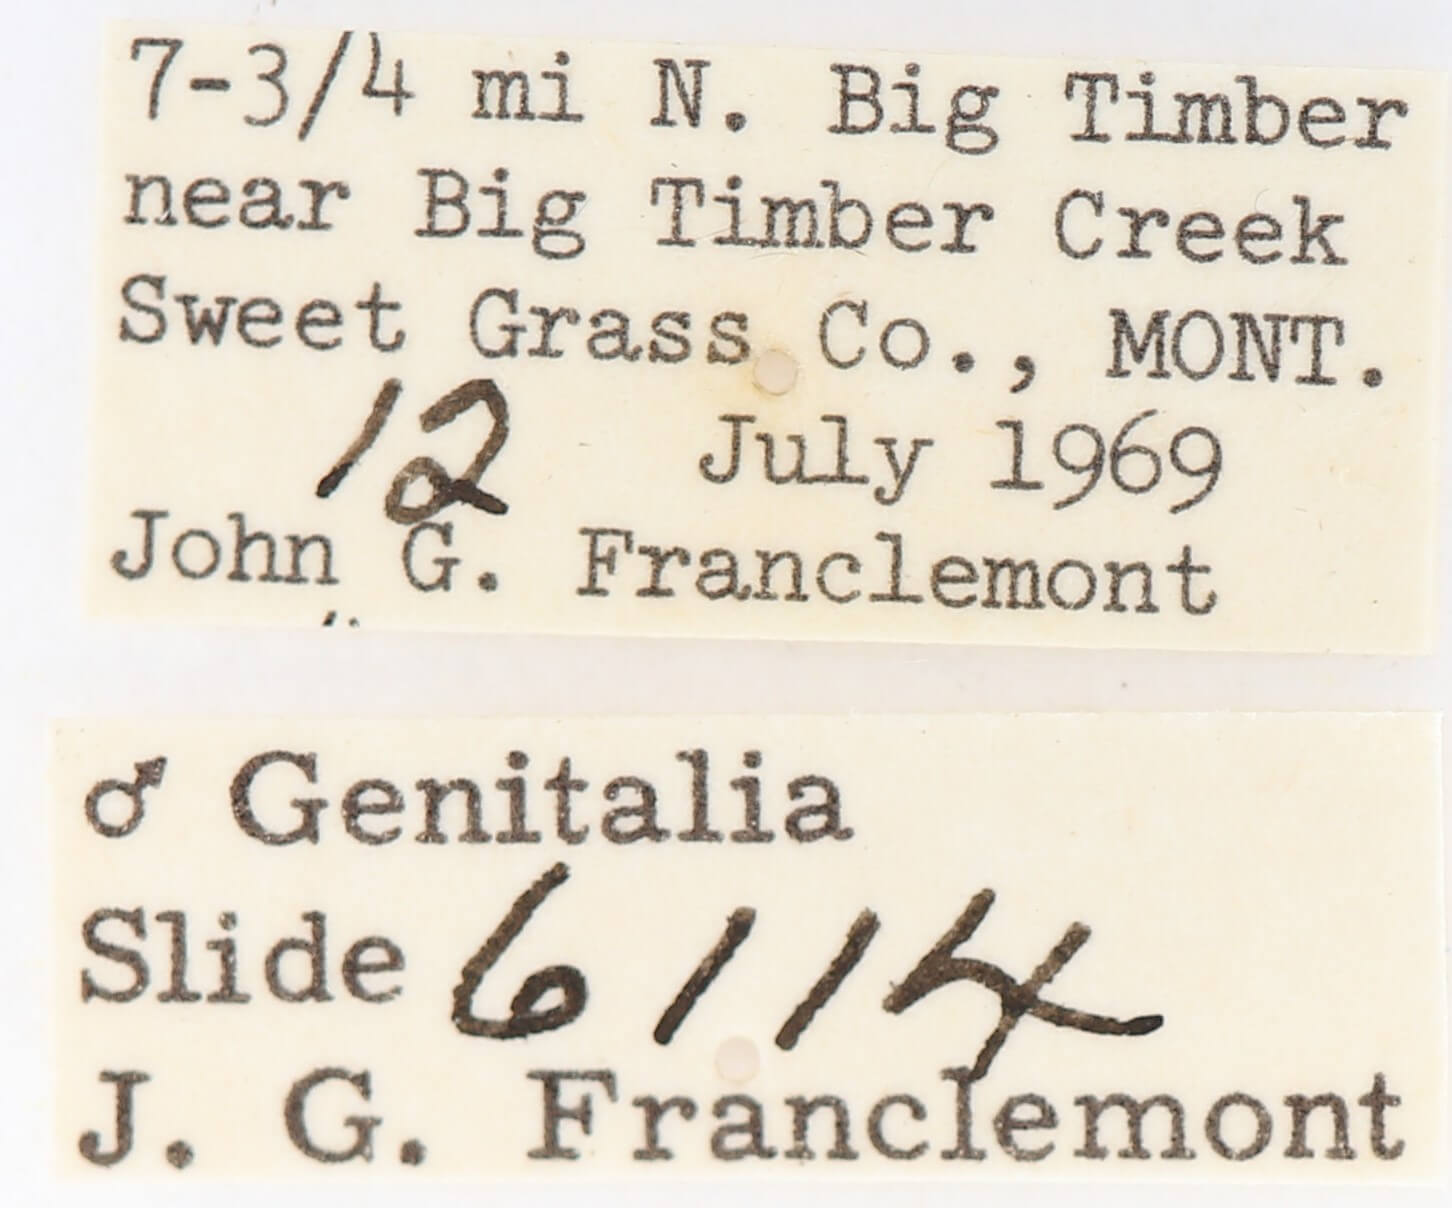 7-3/4 mi N. Big Timber
near Big Timber Creek
Sweet Grass Co., MONT.
12 July 1969
John G. Franclemont
♂ Genitalia
Slide 6114
J. G. Franclemont